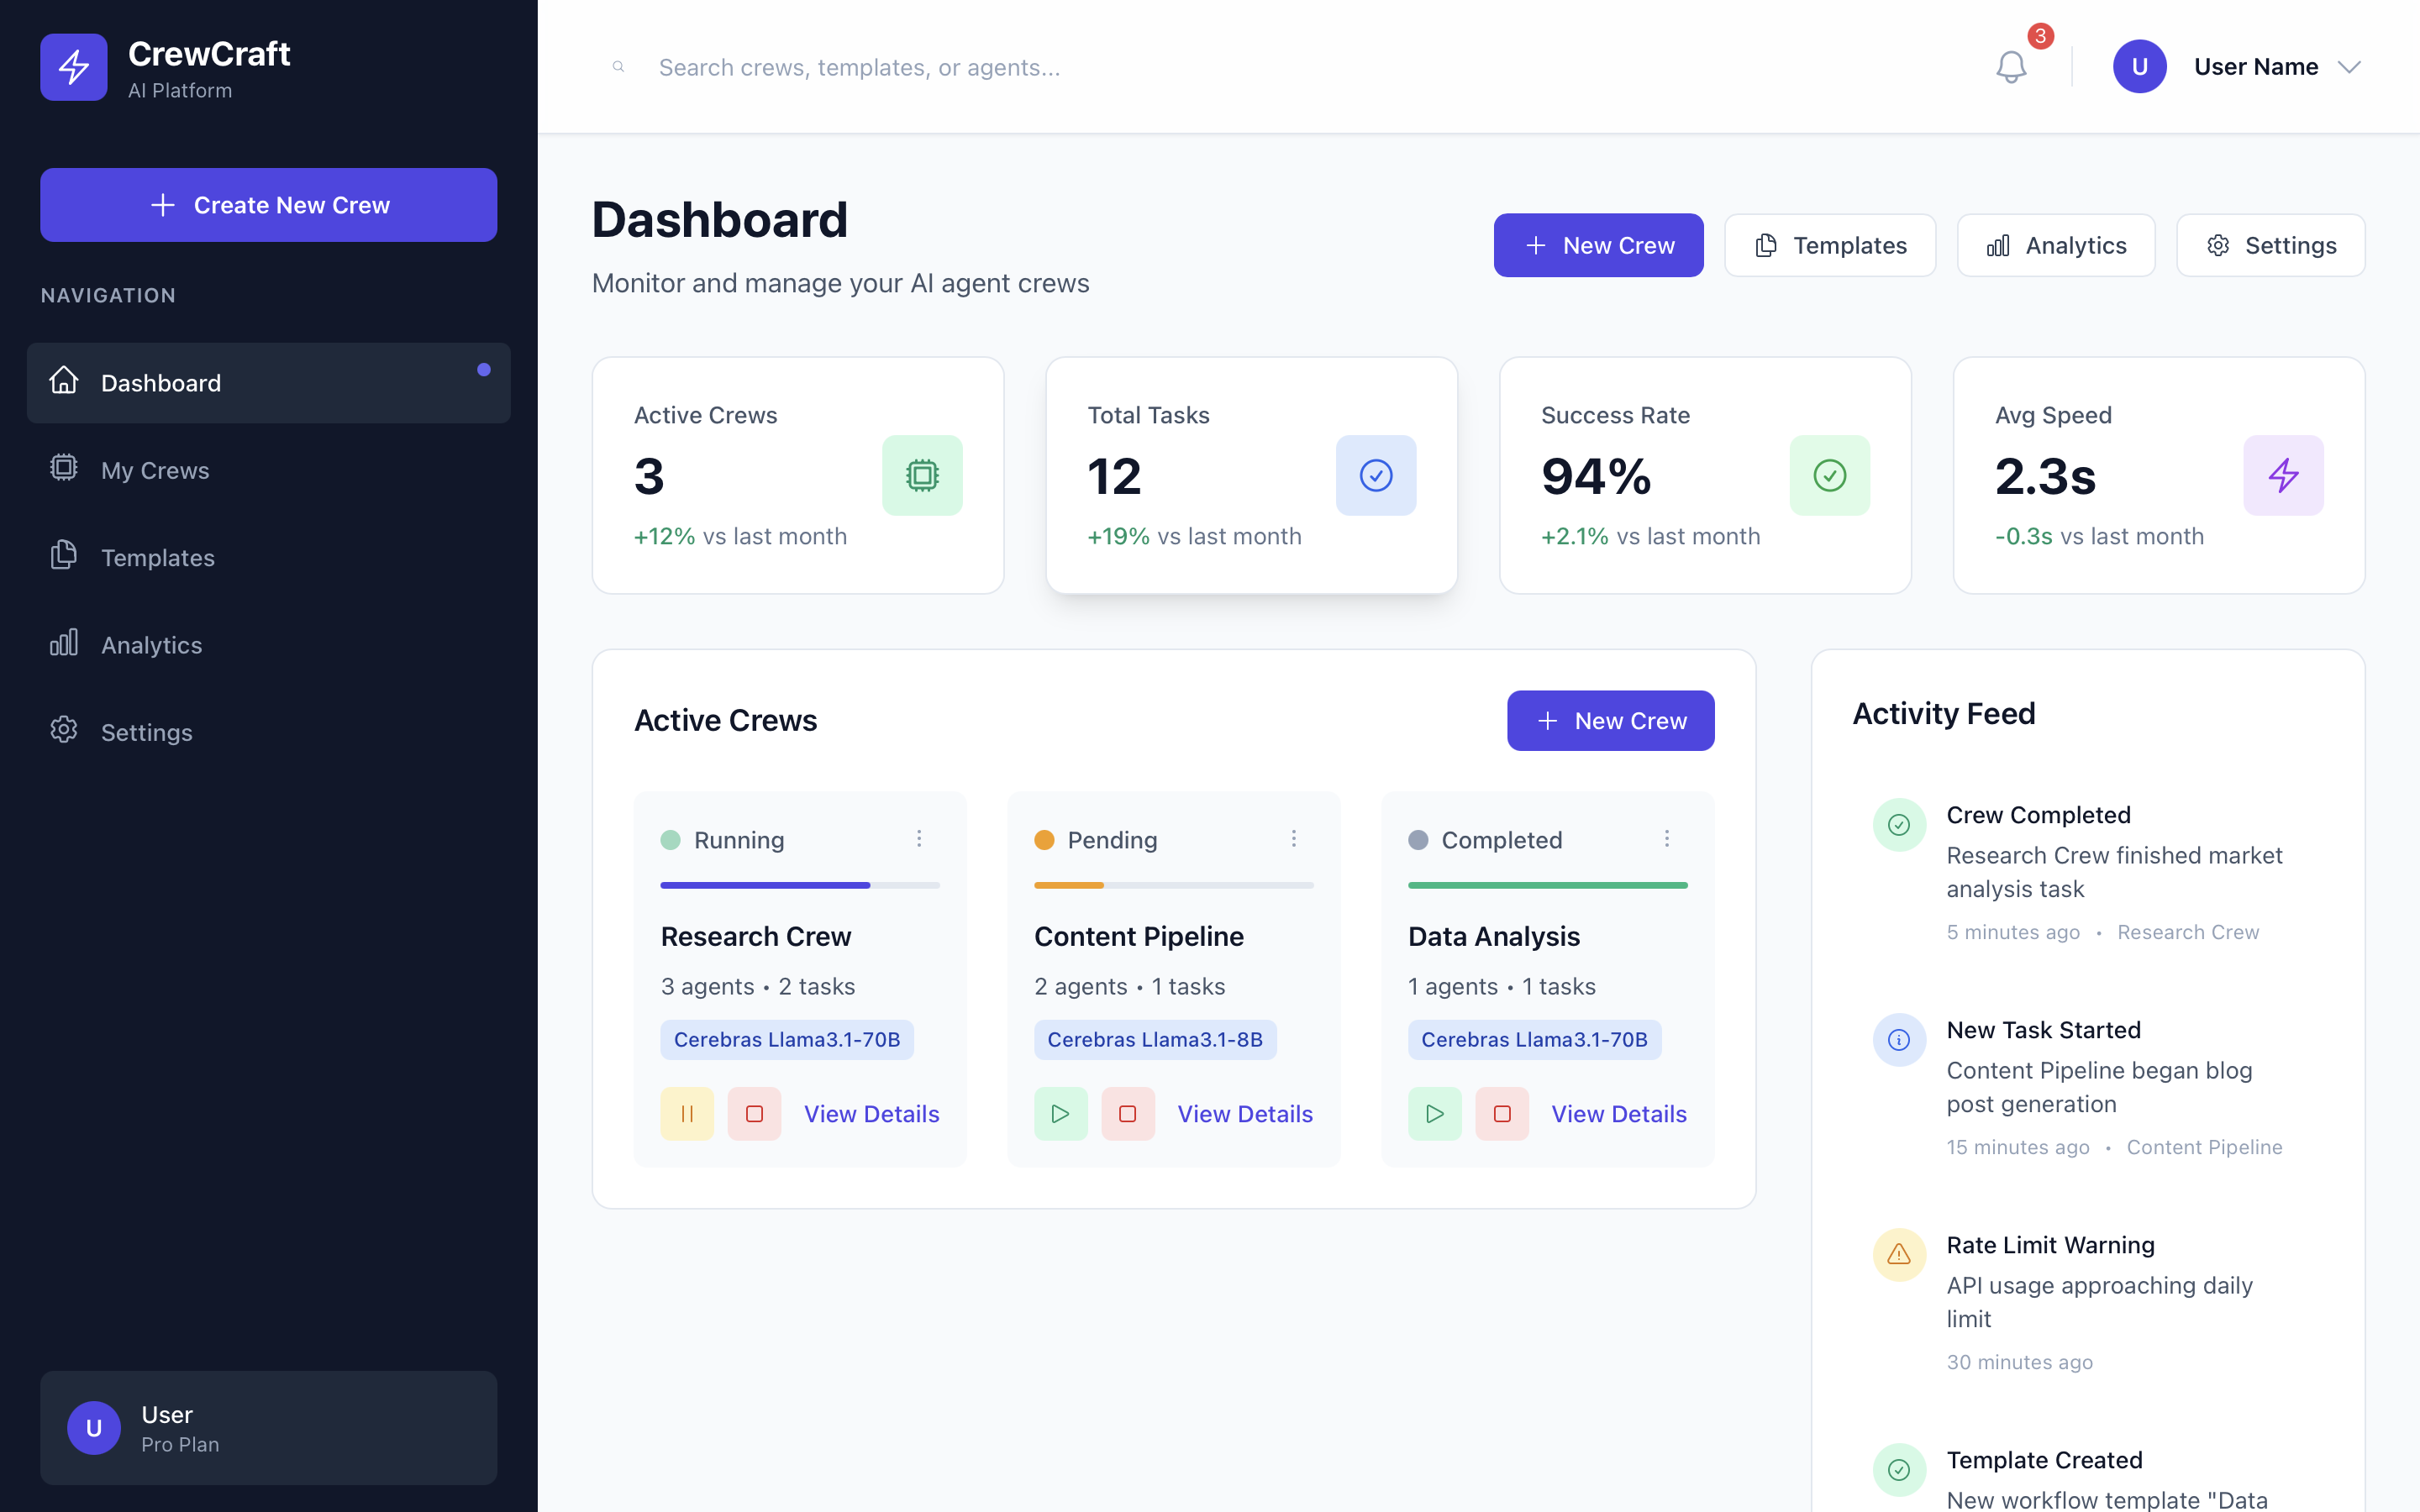 CrewCraft
AI Platform
Create New Crew
NAVIGATION
Dashboard
My Crews
Templates
Analytics
Settings
U
User
Pro Plan
Search crews, templates, or agents...
3
U
User Name
Dashboard
Monitor and manage your AI agent crews
New Crew
Templates
Analytics
Settings
Active Crews
3
+12% vs last month
Total Tasks
12
+19% vs last month
Success Rate
94%
+2.1% vs last month
Avg Speed
2.3s
-0.3s vs last month
Active Crews
New Crew
Running
Research Crew
3 agents • 2 tasks
Cerebras Llama3.1-70B
View Details
Pending
Content Pipeline
2 agents • 1 tasks
Cerebras Llama3.1-8B
View Details
Completed
Data Analysis
1 agents • 1 tasks
Cerebras Llama3.1-70B
View Details
Activity Feed
Crew Completed
Research Crew finished market
analysis task
5 minutes ago • Research Crew
New Task Started
Content Pipeline began blog
post generation
15 minutes ago • Content Pipeline
Rate Limit Warning
API usage approaching daily
limit
30 minutes ago
Template Created
New workflow template "Data